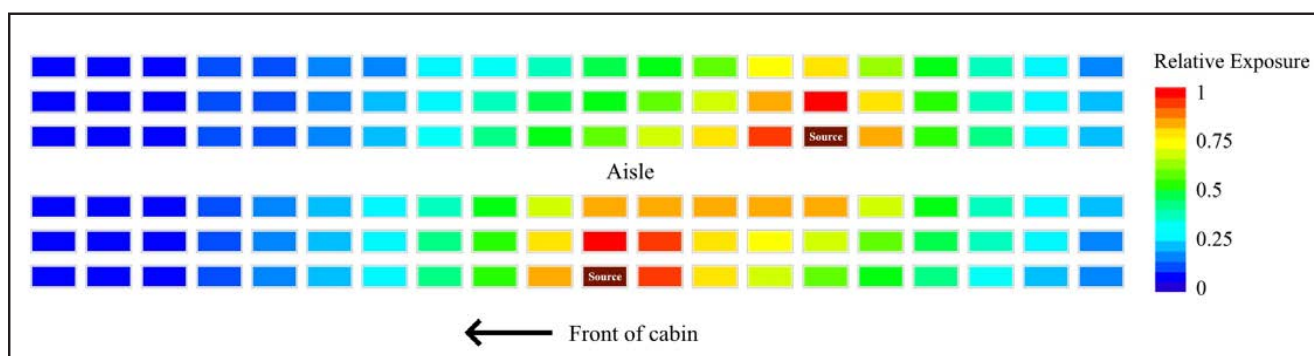 Relative Exposure
1
0.75
0.5
0.25
0
Source
Aisle
Source
Front of cabin